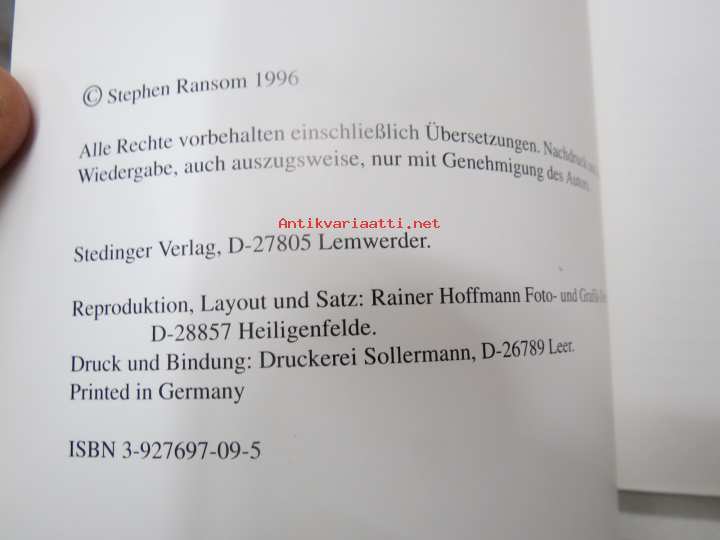 © Stephen Ransom 1996
Alle Rechte vorbehalten einschließlich Übersetzungen. Nachdruck
Wiedergabe, auch auszugsweise, nur mit Genehmigung des Autors.
Antikvariaatti.net
Stedinger Verlag, D-27805 Lemwerder.
Reproduktion, Layout und Satz: Rainer Hoffmann Foto- und Grafik
D-28857 Heiligenfelde.
Druck und Bindung: Druckerei Sollermann, D-26789 Leer.
Printed in Germany
ISBN 3-927697-09-5